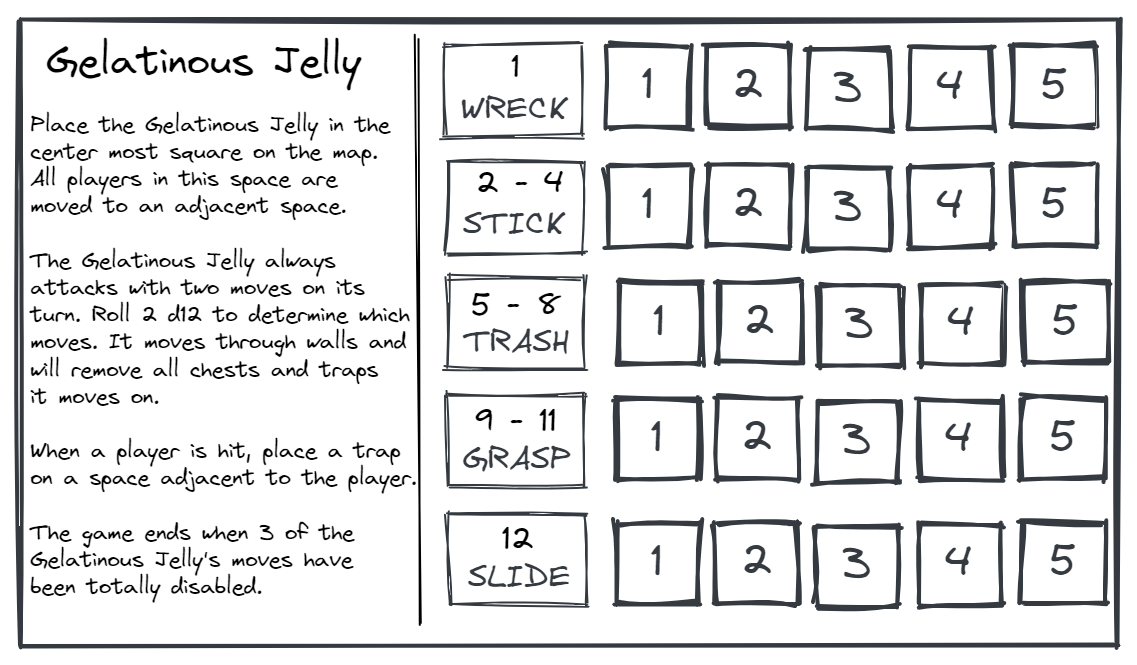 Gelatinous Jelly
Place the Gelatinous Jelly in the
center most square on the map.
All players in this space are
moved to an adjacent space.
The Gelatinous Jelly always
attacks with two moves on its
turn. Roll 2 d12 to determine which
moves. It moves through walls and
will remove all chests and traps
it moves on.
When a player is hit, place a trap
on a space adjacent to the player.
The game ends when 3 of the
Gelatinous Jelly's moves have
been totally disabled.
1
WRECK
1 2 3 4 5
2 - 4
STICK
1 2 3 4 5
5 - 8
TRASH
1 2 3 4 5
9 - 11
GRASP
1 2 3 4 5
12
SLIDE
1 2 3 4 5